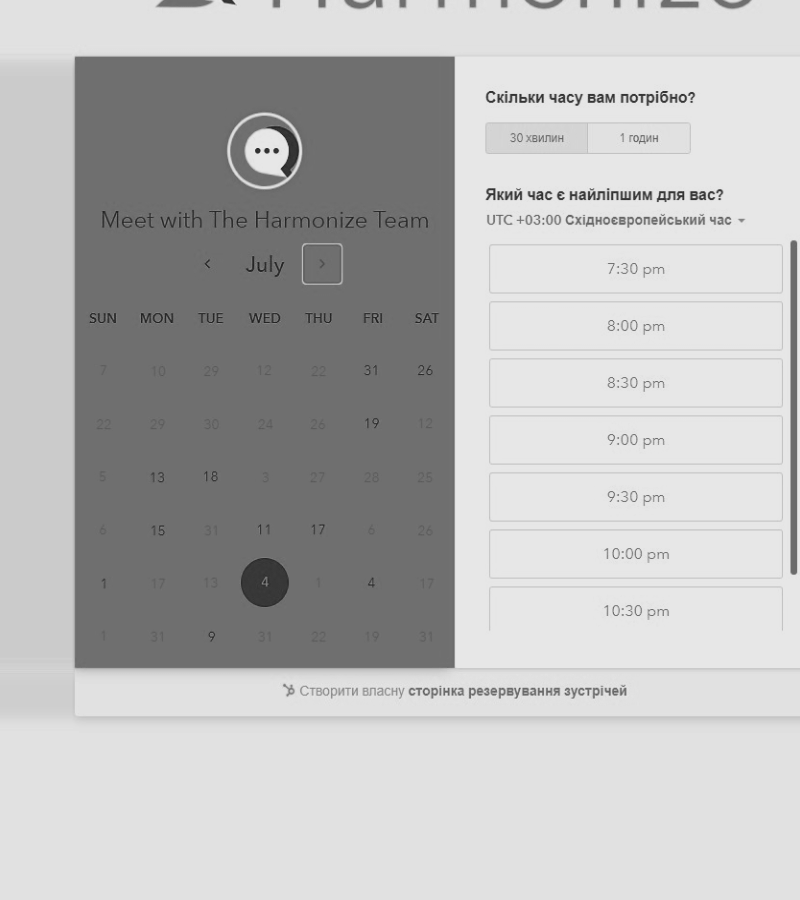 Harmonize
Meet with The Harmonize Team
July
SUN MON TUE WED THU FRI SAT
7 10 29 12 22 31 26
22 29 30 24 26 19 12
5 13 18 3 27 28 25
6 15 31 11 17 6 26
1 17 13 4 1 4 17
1 31 9 31 22 19 31
Скільки часу вам потрібно?
30 хвилин 1 годин
Який час є найліпшим для вас?
UTC +03:00 Східноєвропейський час
7:30 pm
8:00 pm
8:30 pm
9:00 pm
9:30 pm
10:00 pm
10:30 pm
Створити власну сторінка резервування зустрічей